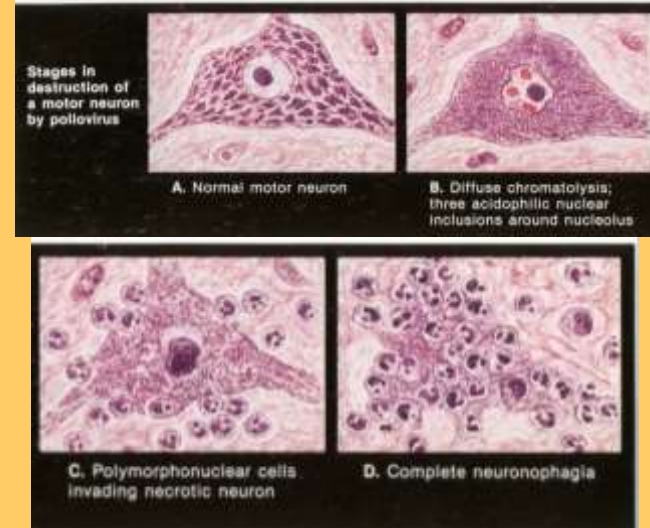 Stages in
destruction of
a motor neuron
by poliovirus
A. Normal motor neuron
B. Diffuse chromatolysis;
three acidophilic nuclear
inclusions around nucleolus
C. Polymorphonuclear cells
invading necrotic neuron
D. Complete neuronophagia